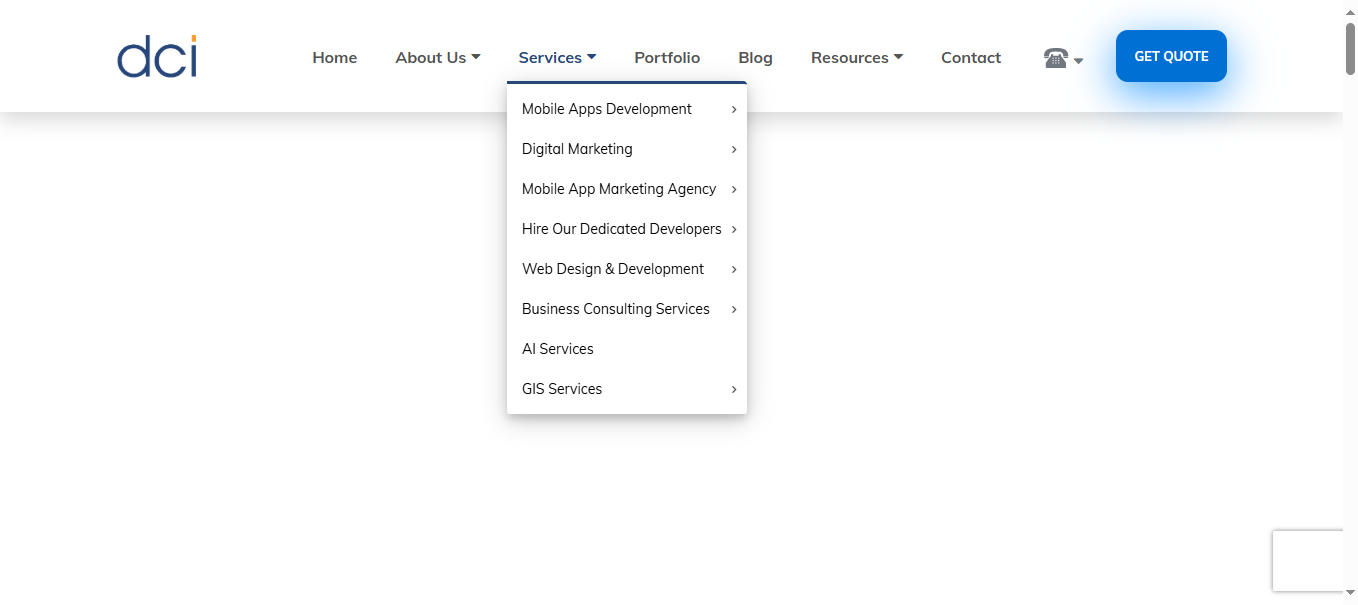 dci
Home
About Us
Services
Portfolio
Blog
Resources
Contact
GET QUOTE
Mobile Apps Development
Digital Marketing
Mobile App Marketing Agency
Hire Our Dedicated Developers
Web Design & Development
Business Consulting Services
AI Services
GIS Services